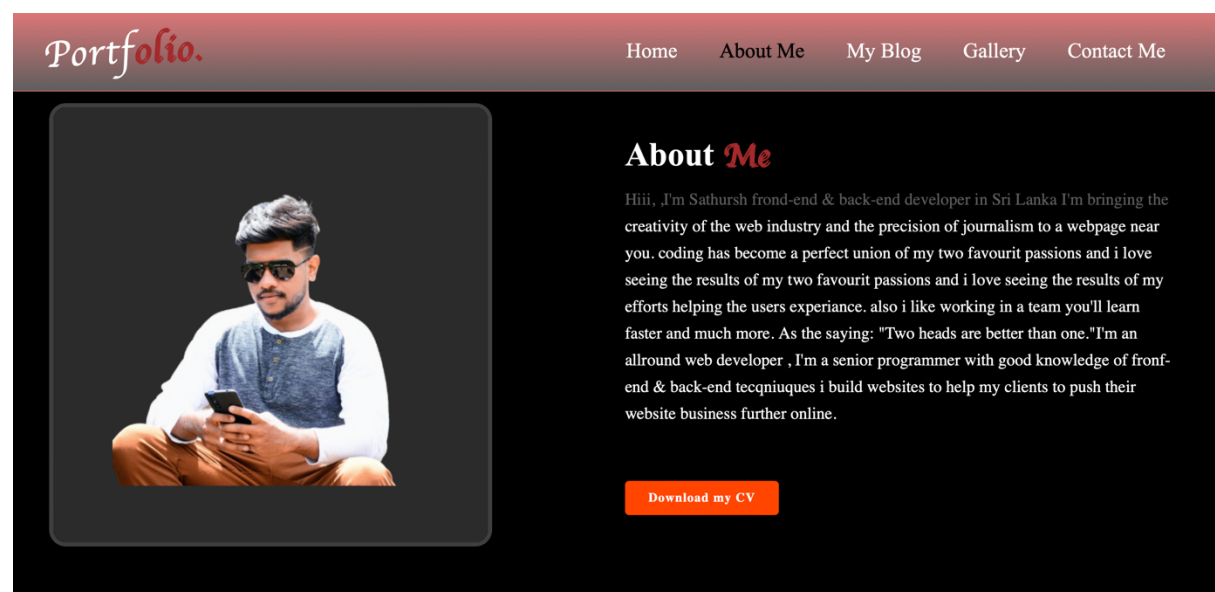 Portfolio.
Home About Me My Blog Gallery Contact Me
About Me
Hiii, ,I'm Sathursh frond-end & back-end developer in Sri Lanka I'm bringing the
creativity of the web industry and the precision of journalism to a webpage near
you. coding has become a perfect union of my two favourit passions and i love
seeing the results of my two favourit passions and i love seeing the results of my
efforts helping the users experiance. also i like working in a team you'll learn
faster and much more. As the saying: "Two heads are better than one."I'm an
allround web developer , I'm a senior programmer with good knowledge of fronf-
end & back-end tecqniuques i build websites to help my clients to push their
website business further online.
Download my CV